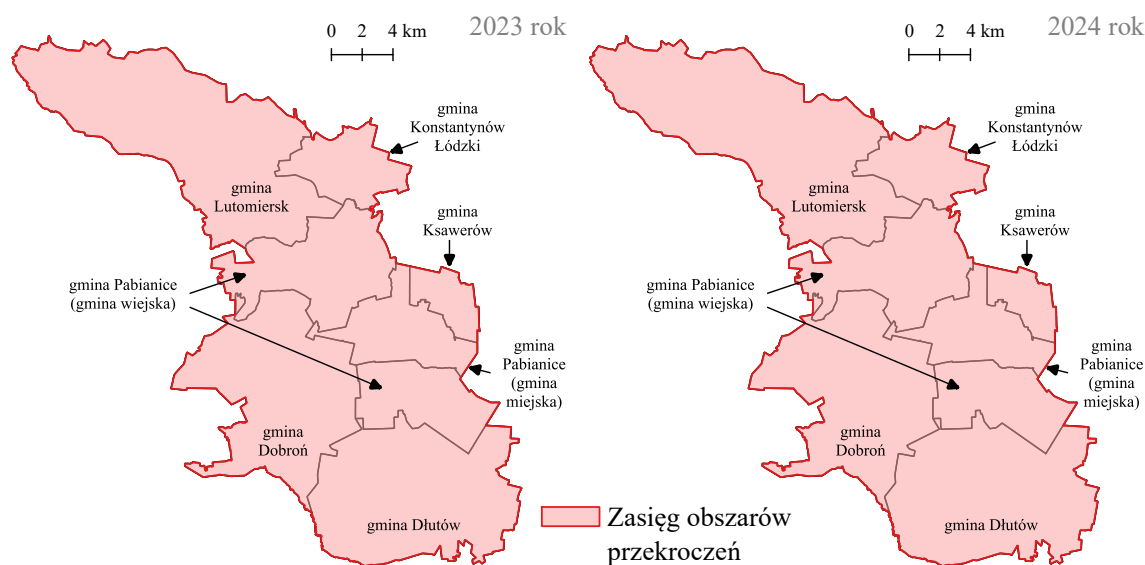 0 2 4 km
2023 rok
gmina
Konstantynów
Łódzki
gmina
Lutomiersk
gmina
Ksawerów
gmina Pabianice
(gmina wiejska)
gmina
Pabianice
(gmina
miejska)
gmina
Dobroń
gmina Dłutów
0 2 4 km
2024 rok
gmina
Konstantynów
Łódzki
gmina
Lutomiersk
gmina
Ksawerów
gmina Pabianice
(gmina wiejska)
gmina
Pabianice
(gmina
miejska)
gmina
Dobroń
gmina Dłutów
Zasięg obszarów
przekroczeń